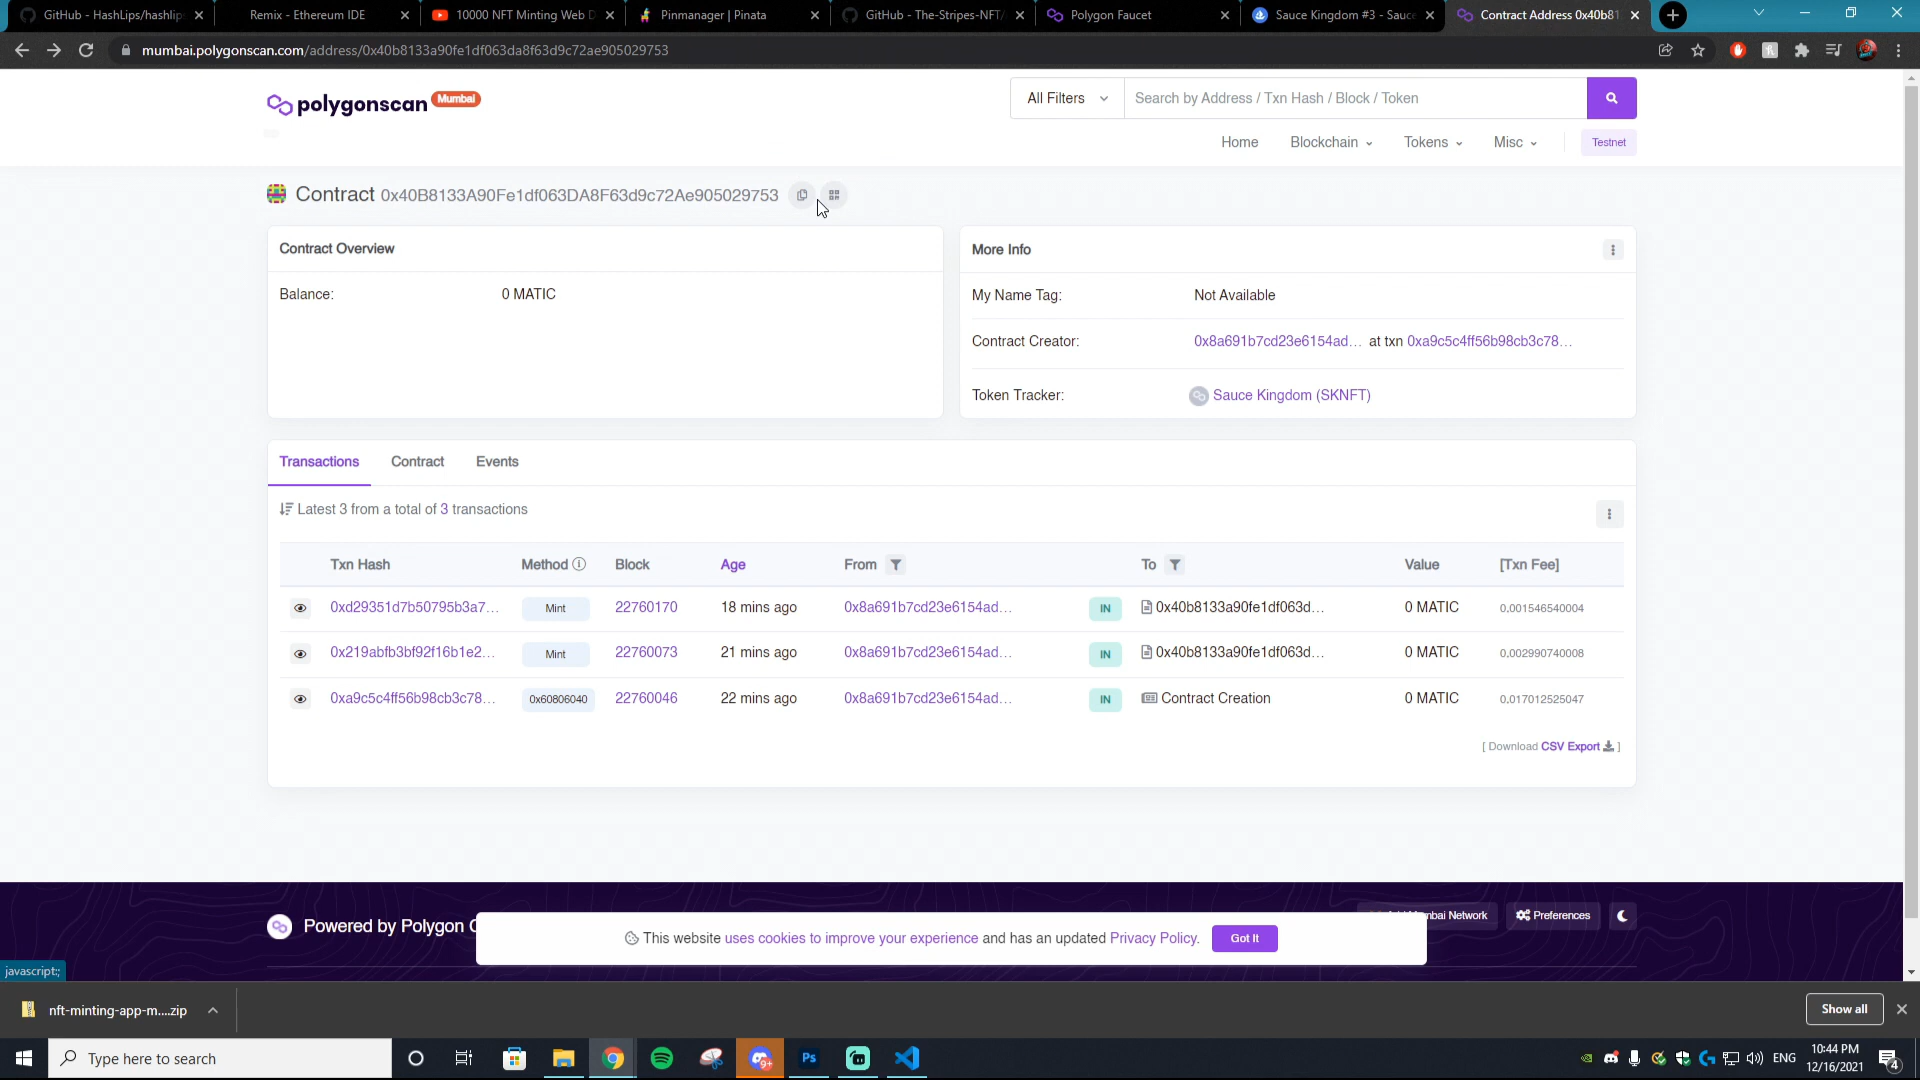 GitHub - HashLips/hashlip
Remix - Ethereum IDE
10000 NFT Minting Web D
Pinmanager | Pinata
GitHub - The-Stripes-NFT/
Polygon Faucet
Sauce Kingdom #3 - Sauce
Contract Address 0x40b81
mumbai.polygonscan.com/address/0x40b8133a90fe1df063da8f63d9c72ae905029753
polygonscan Mumbai
All Filters
Search by Address / Txn Hash / Block / Token
Home
Blockchain
Tokens
Misc
Testnet
Contract 0x40B8133A90Fe1df063DA8F63d9c72Ae905029753
Contract Overview
Balance:
0 MATIC
More Info
My Name Tag:
Not Available
Contract Creator:
0x8a691b7cd23e6154ad... at txn 0xa9c5c4ff56b98cb3c78...
Token Tracker:
Sauce Kingdom (SKNFT)
Transactions
Contract
Events
Latest 3 from a total of 3 transactions
Txn Hash Method Block Age From To Value [Txn Fee]
0xd29351d7b50795b3a7... Mint 22760170 18 mins ago 0x8a691b7cd23e6154ad... IN 0x40b8133a90fe1df063d... 0 MATIC 0.001546540004
0x219abfb3bf92f16b1e2... Mint 22760073 21 mins ago 0x8a691b7cd23e6154ad... IN 0x40b8133a90fe1df063d... 0 MATIC 0.002990740008
0xa9c5c4ff56b98cb3c78... 0x60806040 22760046 22 mins ago 0x8a691b7cd23e6154ad... IN Contract Creation 0 MATIC 0.017012525047
[ Download CSV Export ]
Powered by Polygon
mbai Network
Preferences
This website uses cookies to improve your experience and has an updated Privacy Policy.
Got It
javascript:;
nft-minting-app-m....zip
Show all
Type here to search
9+
Ps
ENG
10:44 PM
12/16/2021
4